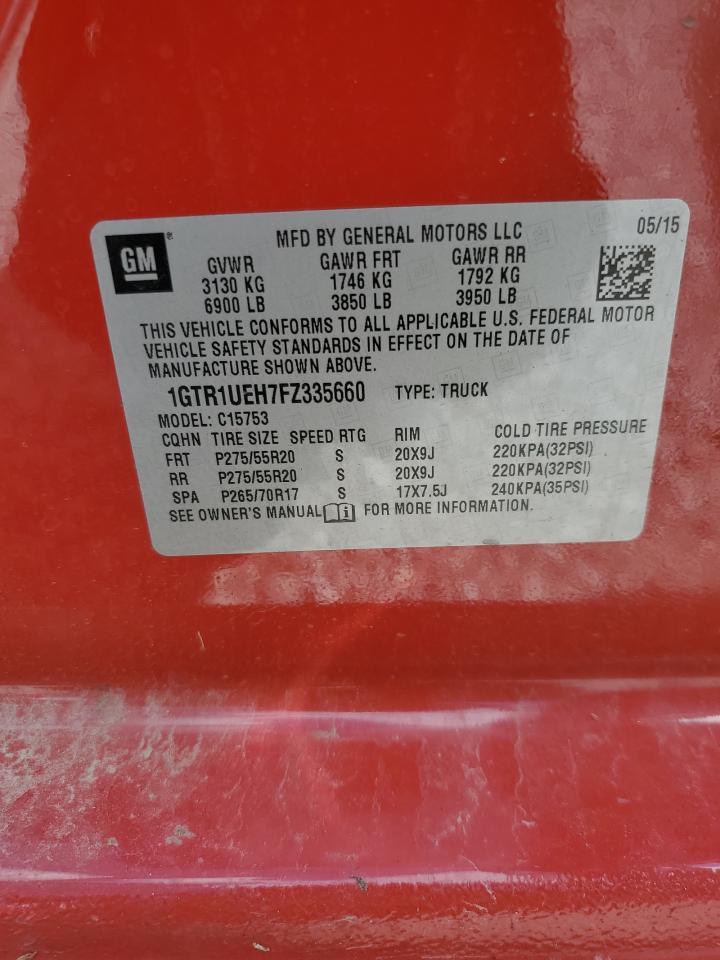 GM ®
MFD BY GENERAL MOTORS LLC 05/15
GVWR GAWR FRT GAWR RR
3130 KG 1746 KG 1792 KG
6900 LB 3850 LB 3950 LB
THIS VEHICLE CONFORMS TO ALL APPLICABLE U.S. FEDERAL MOTOR
VEHICLE SAFETY STANDARDS IN EFFECT ON THE DATE OF
MANUFACTURE SHOWN ABOVE.
1GTR1UEH7FZ335660 TYPE: TRUCK
MODEL: C15753
CQHN TIRE SIZE SPEED RTG RIM COLD TIRE PRESSURE
FRT P275/55R20 S 20X9J 220KPA(32PSI)
RR P275/55R20 S 20X9J 220KPA(32PSI)
SPA P265/70R17 S 17X7.5J 240KPA(35PSI)
SEE OWNER'S MANUAL i FOR MORE INFORMATION.